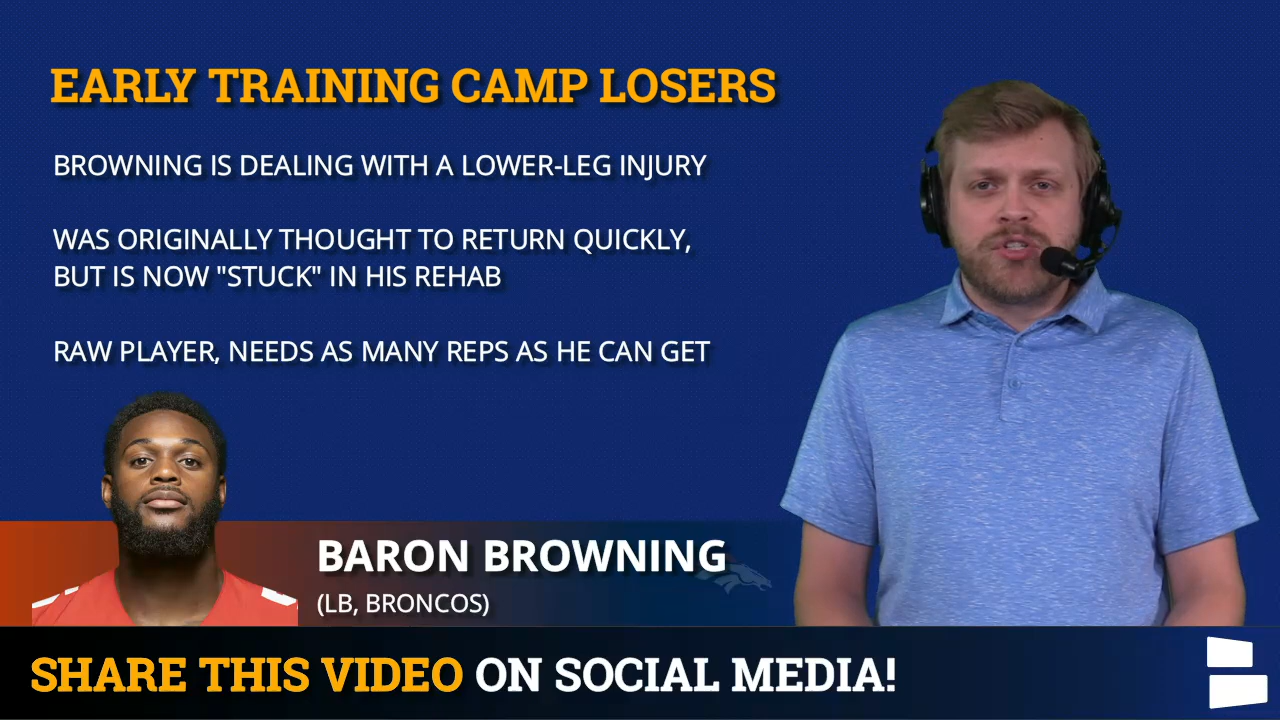 EARLY TRAINING CAMP LOSERS
BROWNING IS DEALING WITH A LOWER-LEG INJURY
WAS ORIGINALLY THOUGHT TO RETURN QUICKLY,
BUT IS NOW "STUCK" IN HIS REHAB
RAW PLAYER, NEEDS AS MANY REPS AS HE CAN GET
BARON BROWNING
(LB, BRONCOS)
SHARE THIS VIDEO ON SOCIAL MEDIA!